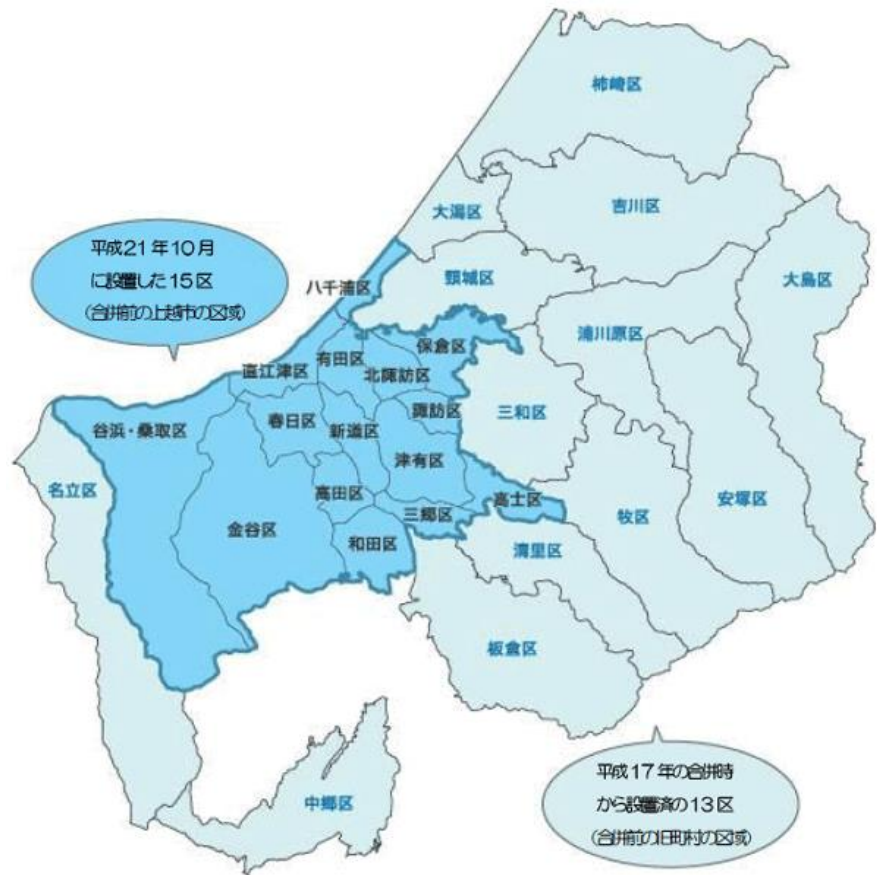 柿崎区
吉川区
大潟区
平成21年10月
に設置した15区
(合併前の上越市の区域)
大島区
頸城区
八千浦区
浦川原区
保倉区
有田区
直江津区
北諏訪区
諏訪区
三和区
春日区
新道区
谷浜・桑取区
津有区
名立区
高田区
高士区
安塚区
三郷区
牧区
金谷区
和田区
清里区
板倉区
平成17年の合併時
から設置済の13区
(合併前の旧町村の区域)
中郷区